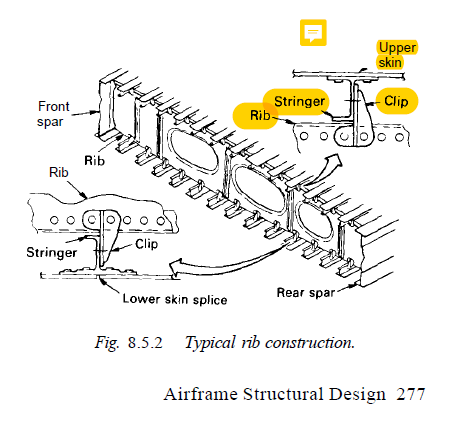 Upper
skin
Stringer
Clip
Rib
Front
spar
Rib
Rib
Clip
Stringer
Lower skin splice
Rear spar
Fig. 8.5.2 Typical rib construction.
Airframe Structural Design 277